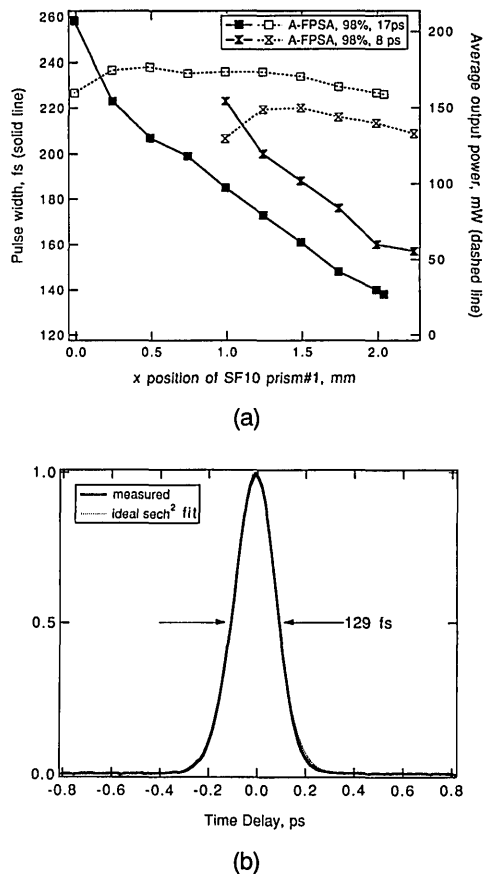 260
240
220
200
180
160
140
120
Pulse width, fs (solid line)
A-FPSA, 98%, 17ps
A-FPSA, 98%, 8 ps
200
150
100
50
0
Average output power, mW (dashed line)
0.0 0.5 1.0 1.5 2.0
x position of SF10 prism#1, mm
(a)
1.0
0.5
0.0
measured
ideal sech² fit
129 fs
-0.8 -0.6 -0.4 -0.2 0.0 0.2 0.4 0.6 0.8
Time Delay, ps
(b)